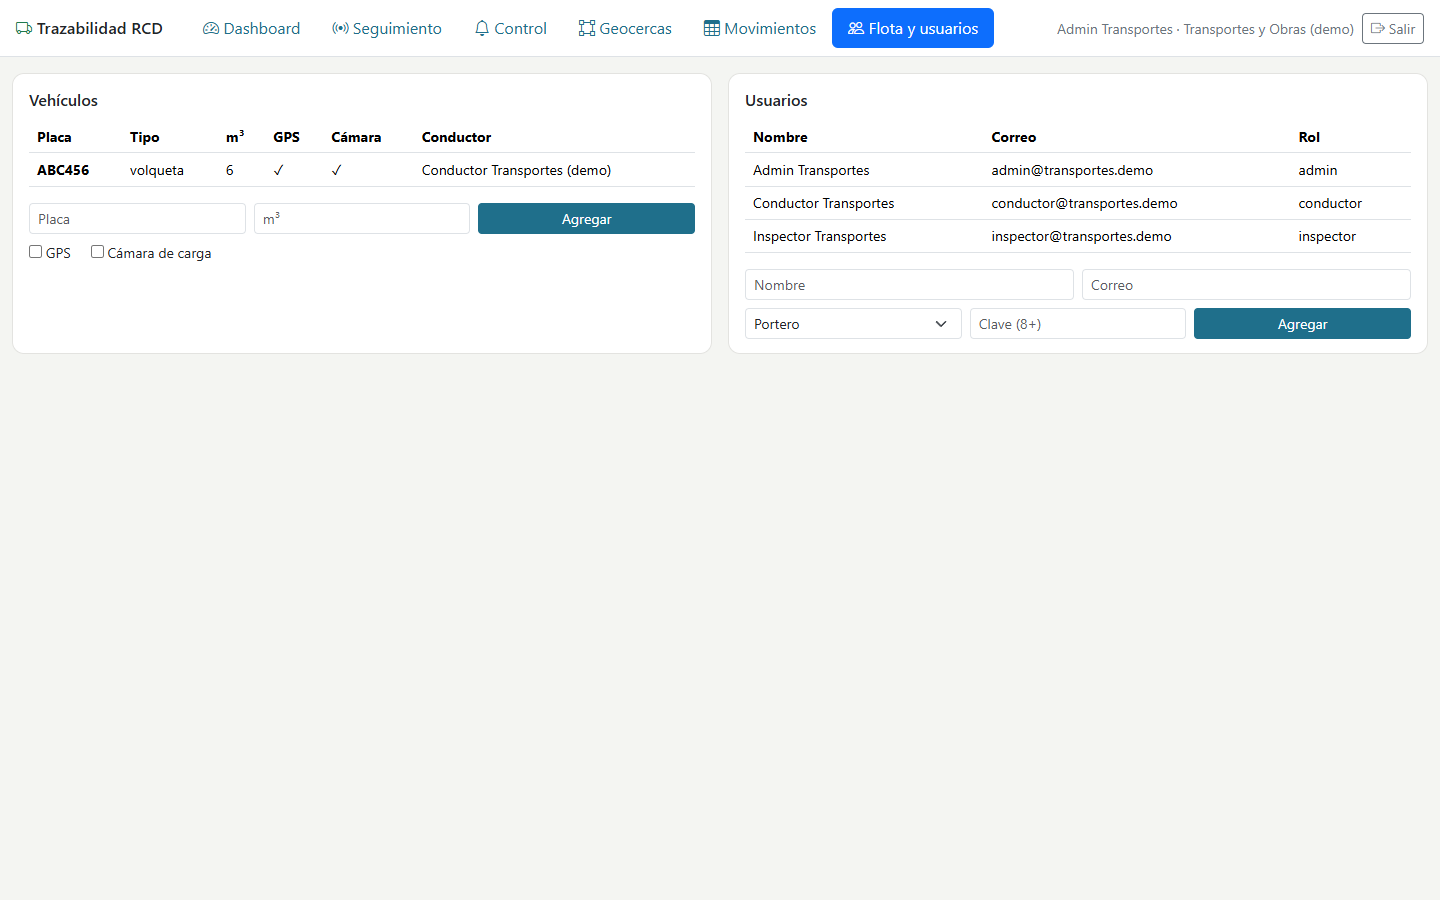 Trazabilidad RCD Dashboard Seguimiento Control Geocercas Movimientos Flota y usuarios Admin Transportes · Transportes y Obras (demo) Salir
Vehículos
Placa Tipo m³ GPS Cámara Conductor
ABC456 volqueta 6 ✓ ✓ Conductor Transportes (demo)
Placa m³ Agregar
GPS Cámara de carga
Usuarios
Nombre Correo Rol
Admin Transportes admin@transportes.demo admin
Conductor Transportes conductor@transportes.demo conductor
Inspector Transportes inspector@transportes.demo inspector
Nombre Correo
Portero Clave (8+) Agregar